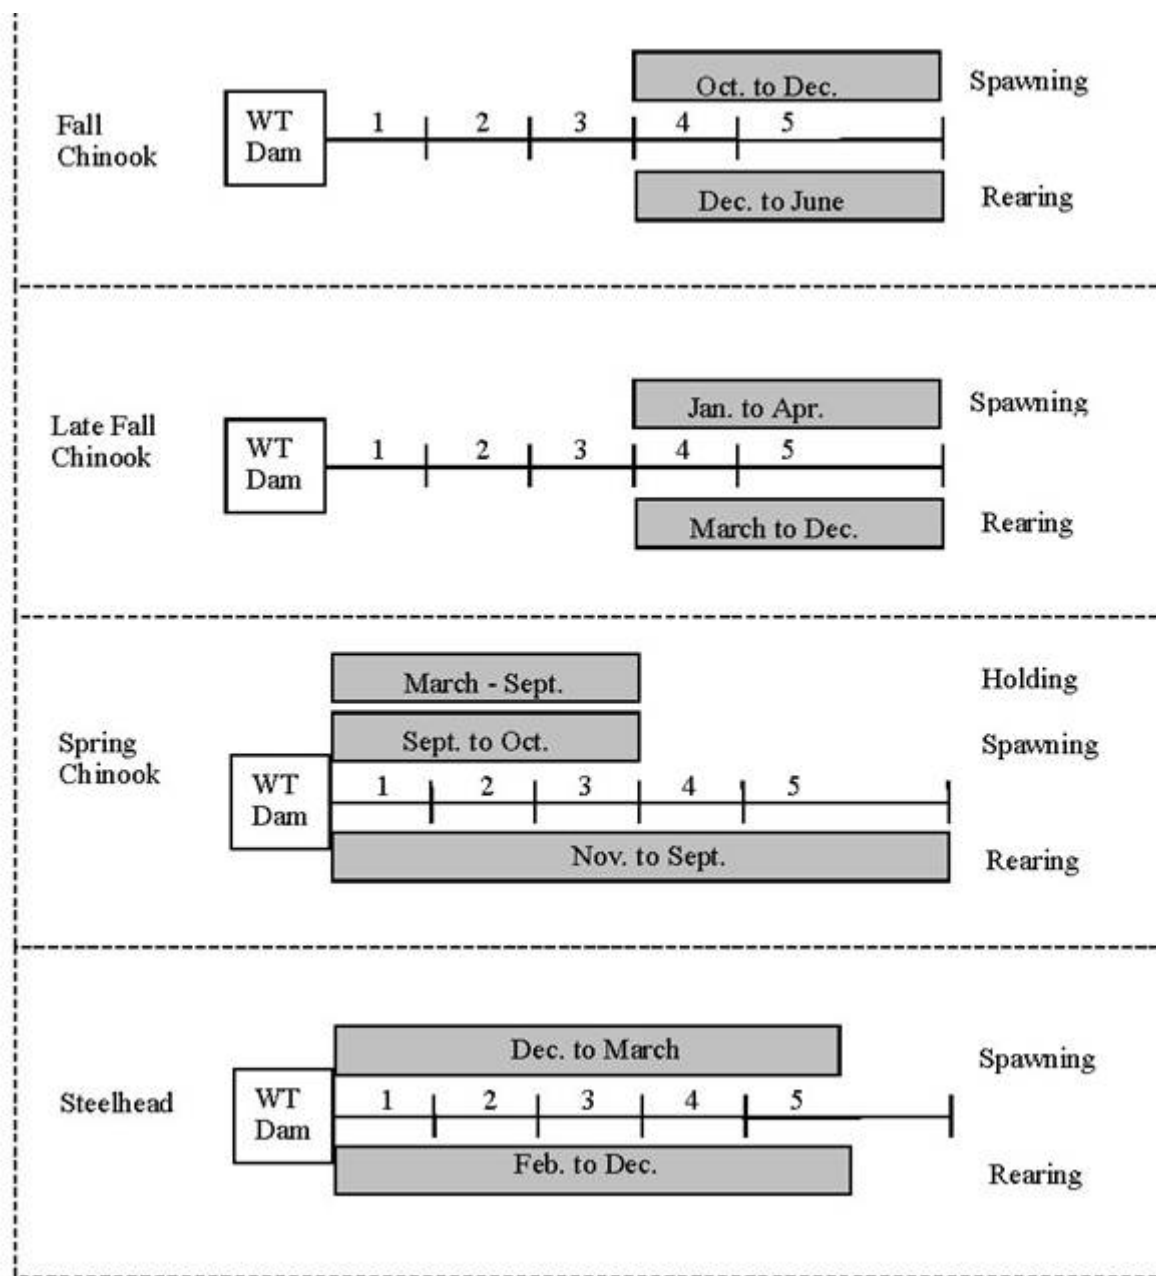 Oct. to Dec.
Spawning
Fall
Chinook
WT
Dam
1 2 3 4 5
Dec. to June
Rearing
Jan. to Apr.
Spawning
Late Fall
Chinook
WT
Dam
1 2 3 4 5
March to Dec.
Rearing
March - Sept.
Holding
Sept. to Oct.
Spawning
Spring
Chinook
WT
Dam
1 2 3 4 5
Nov. to Sept.
Rearing
Dec. to March
Spawning
Steelhead
WT
Dam
1 2 3 4 5
Feb. to Dec.
Rearing